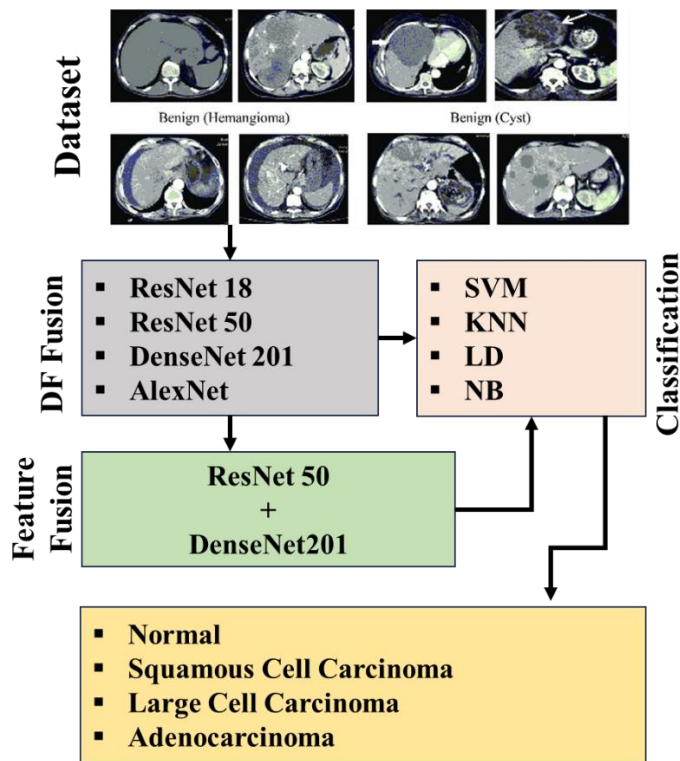 Dataset
Benign (Hemangioma)
Benign (Cyst)
DF Fusion
▪ ResNet 18
▪ ResNet 50
▪ DenseNet 201
▪ AlexNet
▪ SVM
▪ KNN
▪ LD
▪ NB
Classification
Feature
Fusion
ResNet 50
+
DenseNet201
▪ Normal
▪ Squamous Cell Carcinoma
▪ Large Cell Carcinoma
▪ Adenocarcinoma